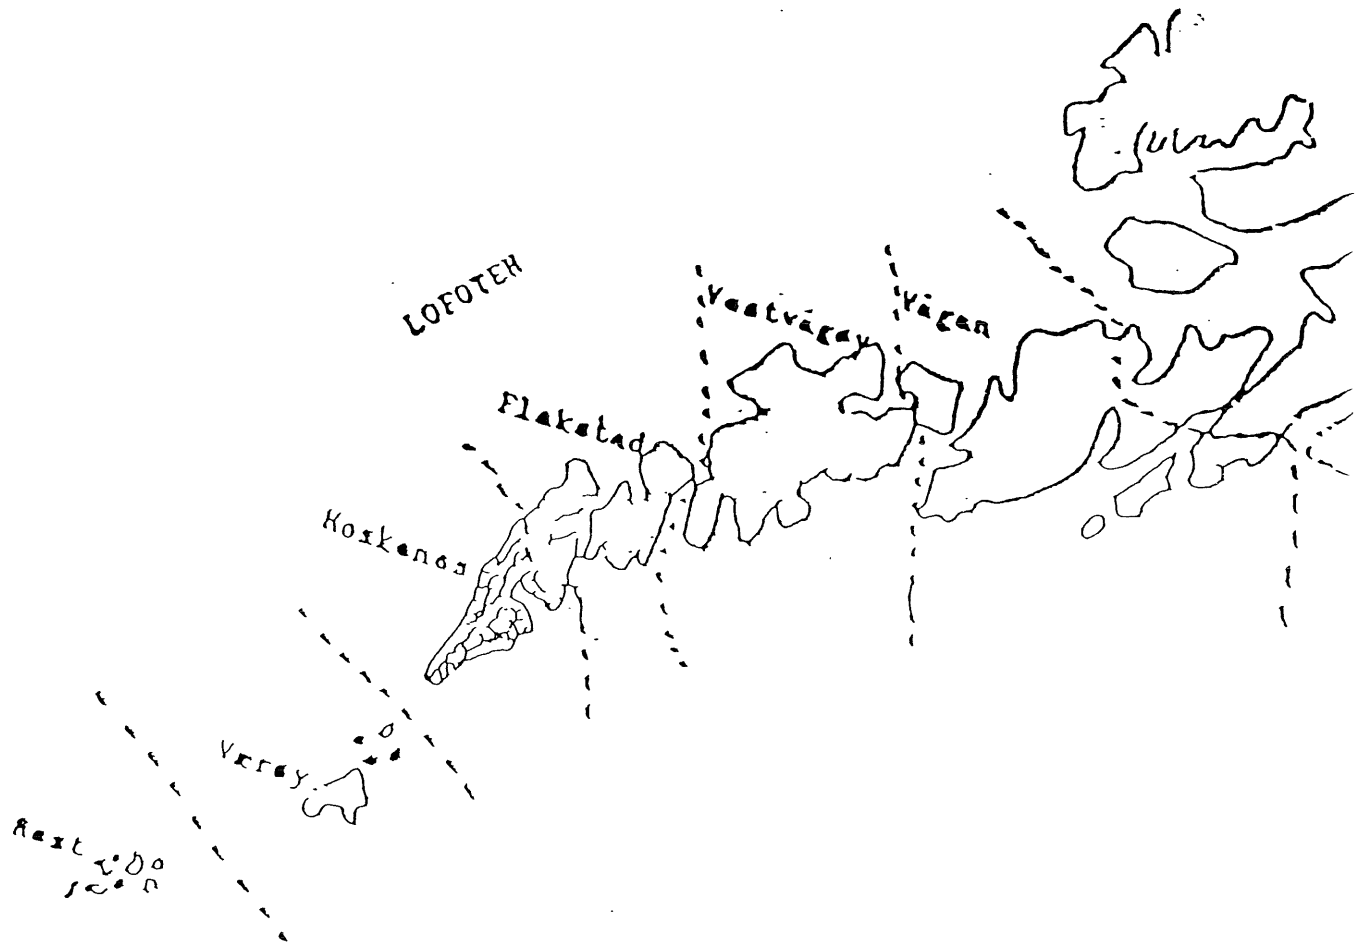 LOFOTEN
Vestvågøy
Vågan
Flakstad
Moskenes
Værøy
Røst